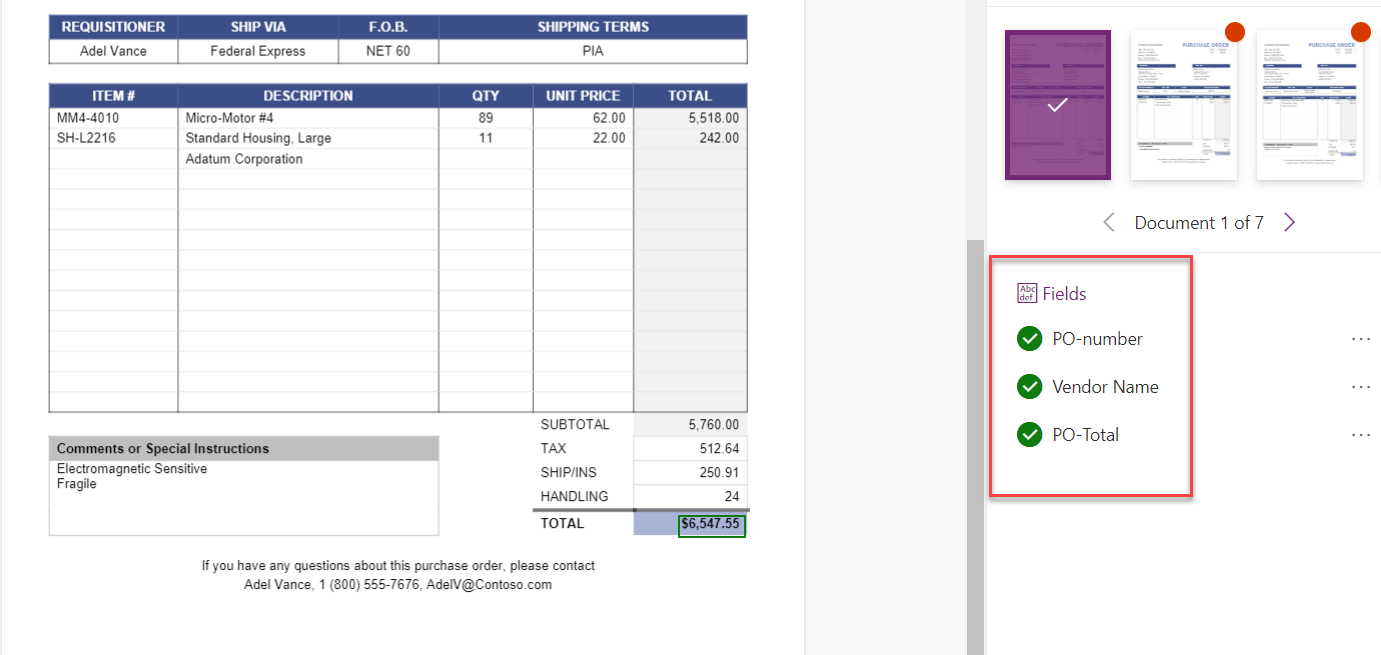 REQUISITIONER SHIP VIA F.O.B. SHIPPING TERMS
Adel Vance Federal Express NET 60 PIA
ITEM # DESCRIPTION QTY UNIT PRICE TOTAL
MM4-4010 Micro-Motor #4 89 62.00 5,518.00
SH-L2216 Standard Housing, Large 11 22.00 242.00
Adatum Corporation
SUBTOTAL 5,760.00
Comments or Special Instructions
TAX 512.64
Electromagnetic Sensitive
Fragile
SHIP/INS 250.91
HANDLING 24
TOTAL $6,547.55
If you have any questions about this purchase order, please contact
Adel Vance, 1 (800) 555-7676, AdelV@Contoso.com
PURCHASE ORDER
PURCHASE ORDER
PURCHASE ORDER
Document 1 of 7
Abc
def
Fields
PO-number
Vendor Name
PO-Total